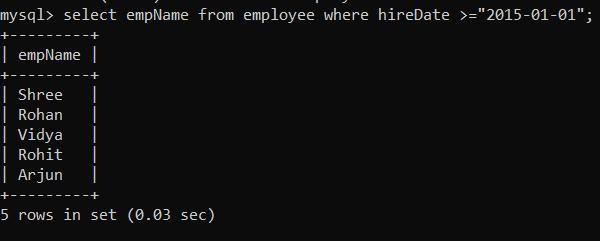 mysql> select empName from employee where hireDate >="2015-01-01";
+---------+
| empName |
+---------+
| Shree   |
| Rohan   |
| Vidya   |
| Rohit   |
| Arjun   |
+---------+
5 rows in set (0.03 sec)